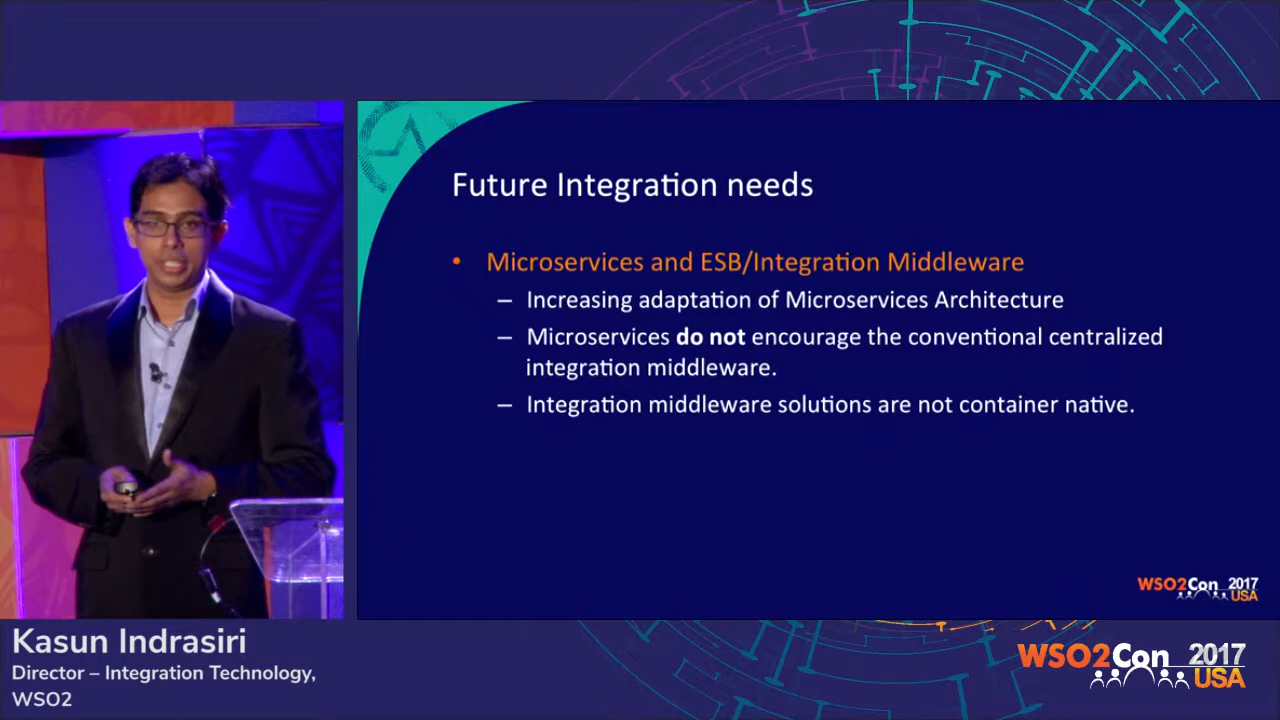 Future Integration needs
• Microservices and ESB/Integration Middleware
– Increasing adaptation of Microservices Architecture
– Microservices do not encourage the conventional centralized
integration middleware.
– Integration middleware solutions are not container native.
WSO2Con 2017
USA
Kasun Indrasiri
Director – Integration Technology,
WSO2
WSO2Con 2017
USA